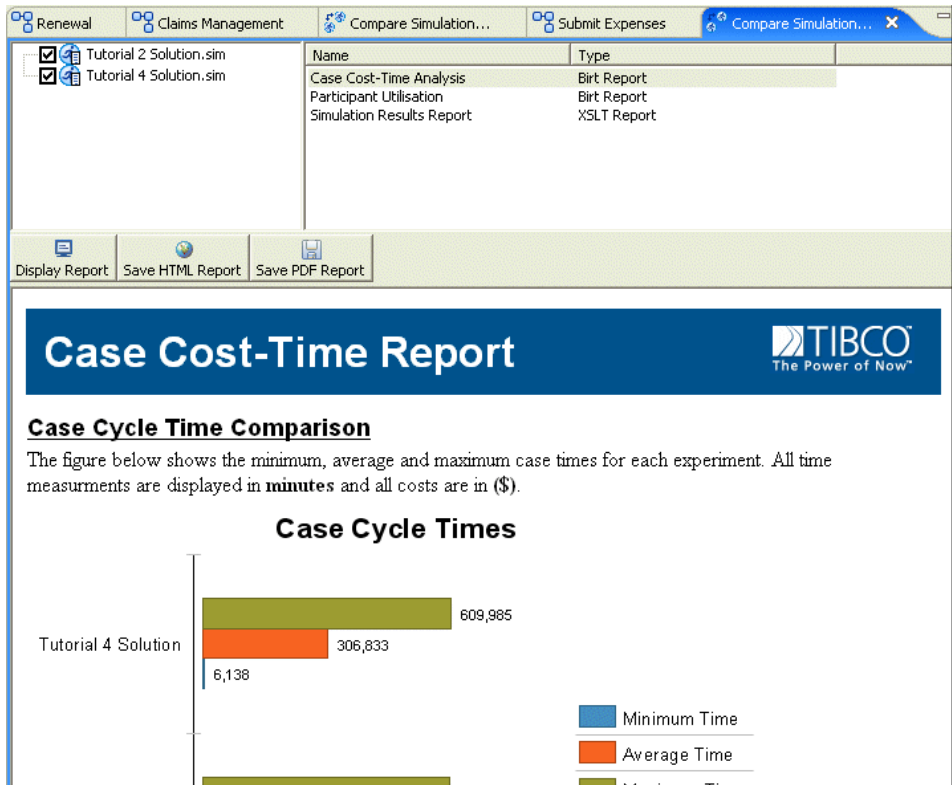 Renewal
Claims Management
Compare Simulation...
Submit Expenses
Compare Simulation...
Tutorial 2 Solution.sim
Tutorial 4 Solution.sim
Name Type
Case Cost-Time Analysis Birt Report
Participant Utilisation Birt Report
Simulation Results Report XSLT Report
Display Report
Save HTML Report
Save PDF Report
Case Cost-Time Report
TIBCO
The Power of Now™
Case Cycle Time Comparison
The figure below shows the minimum, average and maximum case times for each experiment. All time
measurments are displayed in minutes and all costs are in ($).
Case Cycle Times
609,985
Tutorial 4 Solution
306,833
6,138
Minimum Time
Average Time